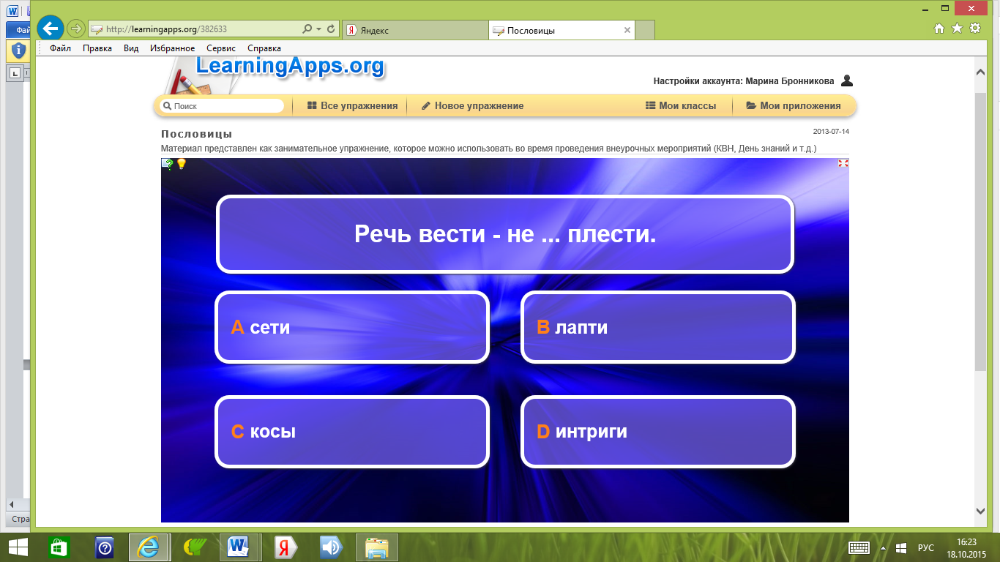 Фай
http://learningapps.org/382633
Яндекс
Пословицы
Файл Правка Вид Избранное Сервис Справка
LearningApps.org
Настройки аккаунта: Марина Бронникова
Поиск
Все упражнения
Новое упражнение
Мои классы
Мои приложения
Пословицы
2013-07-14
Материал представлен как занимательное упражнение, которое можно использовать во время проведения внеурочных мероприятий (КВН, День знаний и т.д.)
Речь вести - не ... плести.
A сети
B лапти
C косы
D интриги
Стра
РУС
16:23
18.10.2015